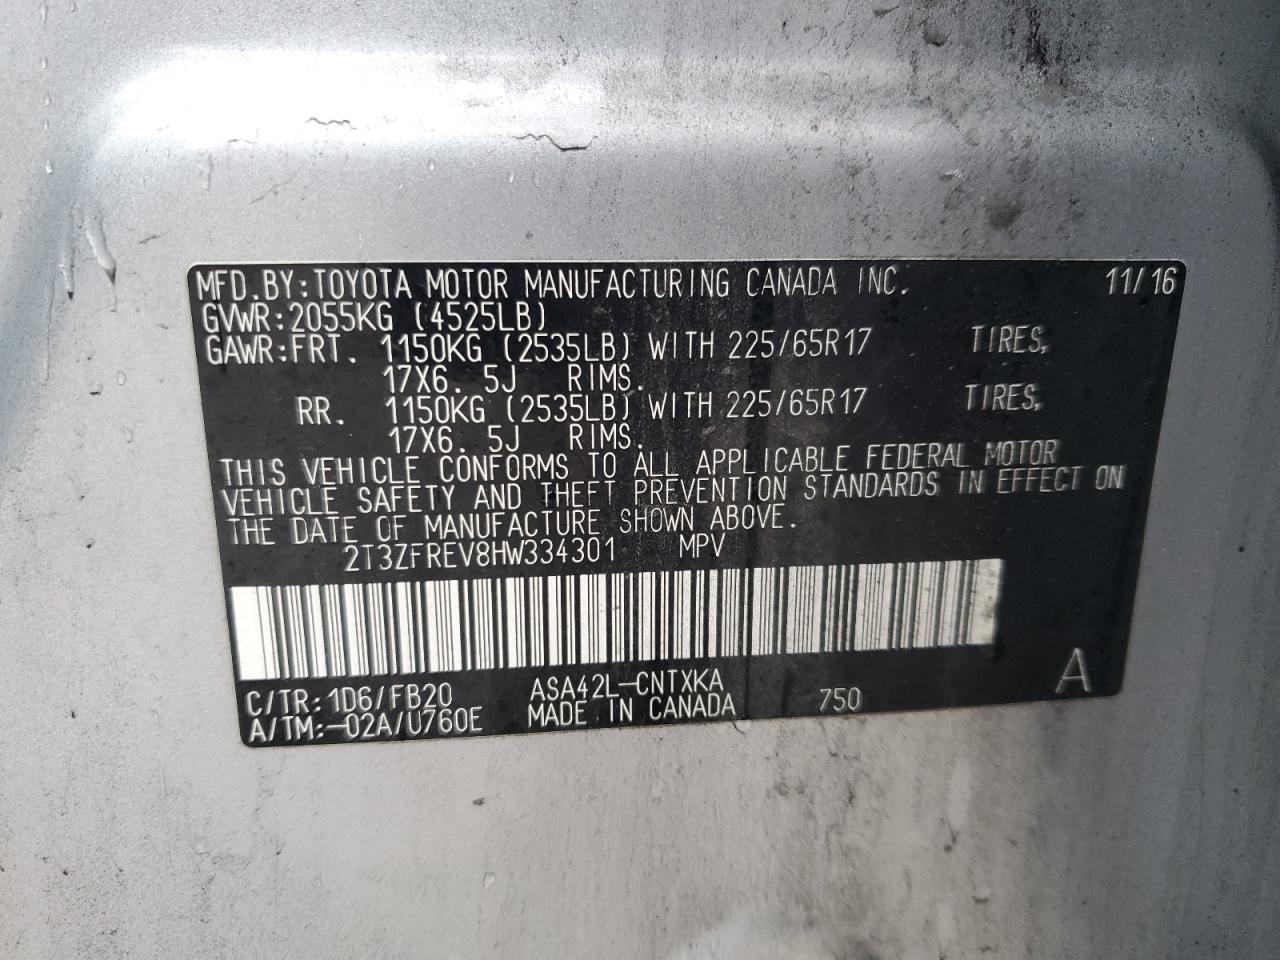 MFD.BY:TOYOTA MOTOR MANUFACTURING CANADA INC. 11/16
GVWR:2055KG (4525LB)
GAWR:FRT. 1150KG (2535LB) WITH 225/65R17 TIRES,
17X6. 5J RIMS.
RR. 1150KG (2535LB) WITH 225/65R17 TIRES,
17X6. 5J RIMS.
THIS VEHICLE CONFORMS TO ALL APPLICABLE FEDERAL MOTOR
VEHICLE SAFETY AND THEFT PREVENTION STANDARDS IN EFFECT ON
THE DATE OF MANUFACTURE SHOWN ABOVE.
2T3ZFREV8HW334301 MPV
C/TR:1D6/FB20 ASA42L-CNTXKA A
A/TM:-02A/U760E MADE IN CANADA 750